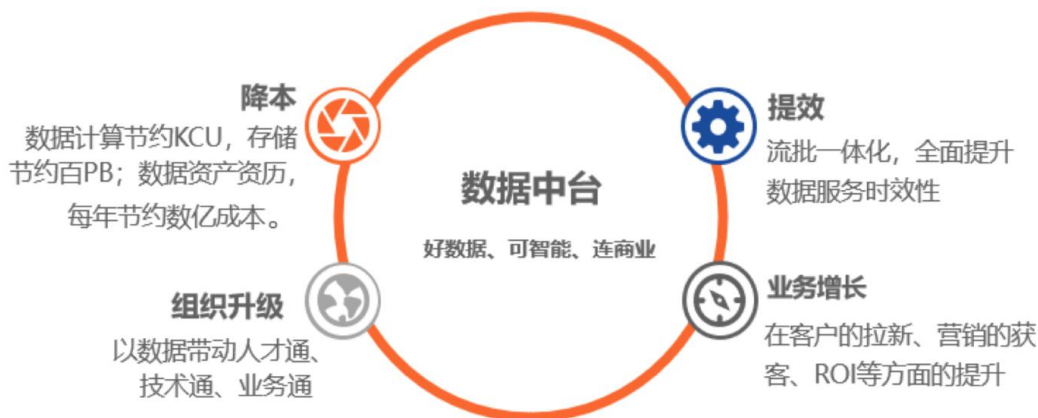 降本
数据计算节约KCU，存储
节约百PB；数据资产资历，
每年节约数亿成本。
组织升级
以数据带动人才通、
技术通、业务通
数据中台
好数据、可智能、连商业
提效
流批一体化，全面提升
数据服务时效性
业务增长
在客户的拉新、营销的获
客、ROI等方面的提升